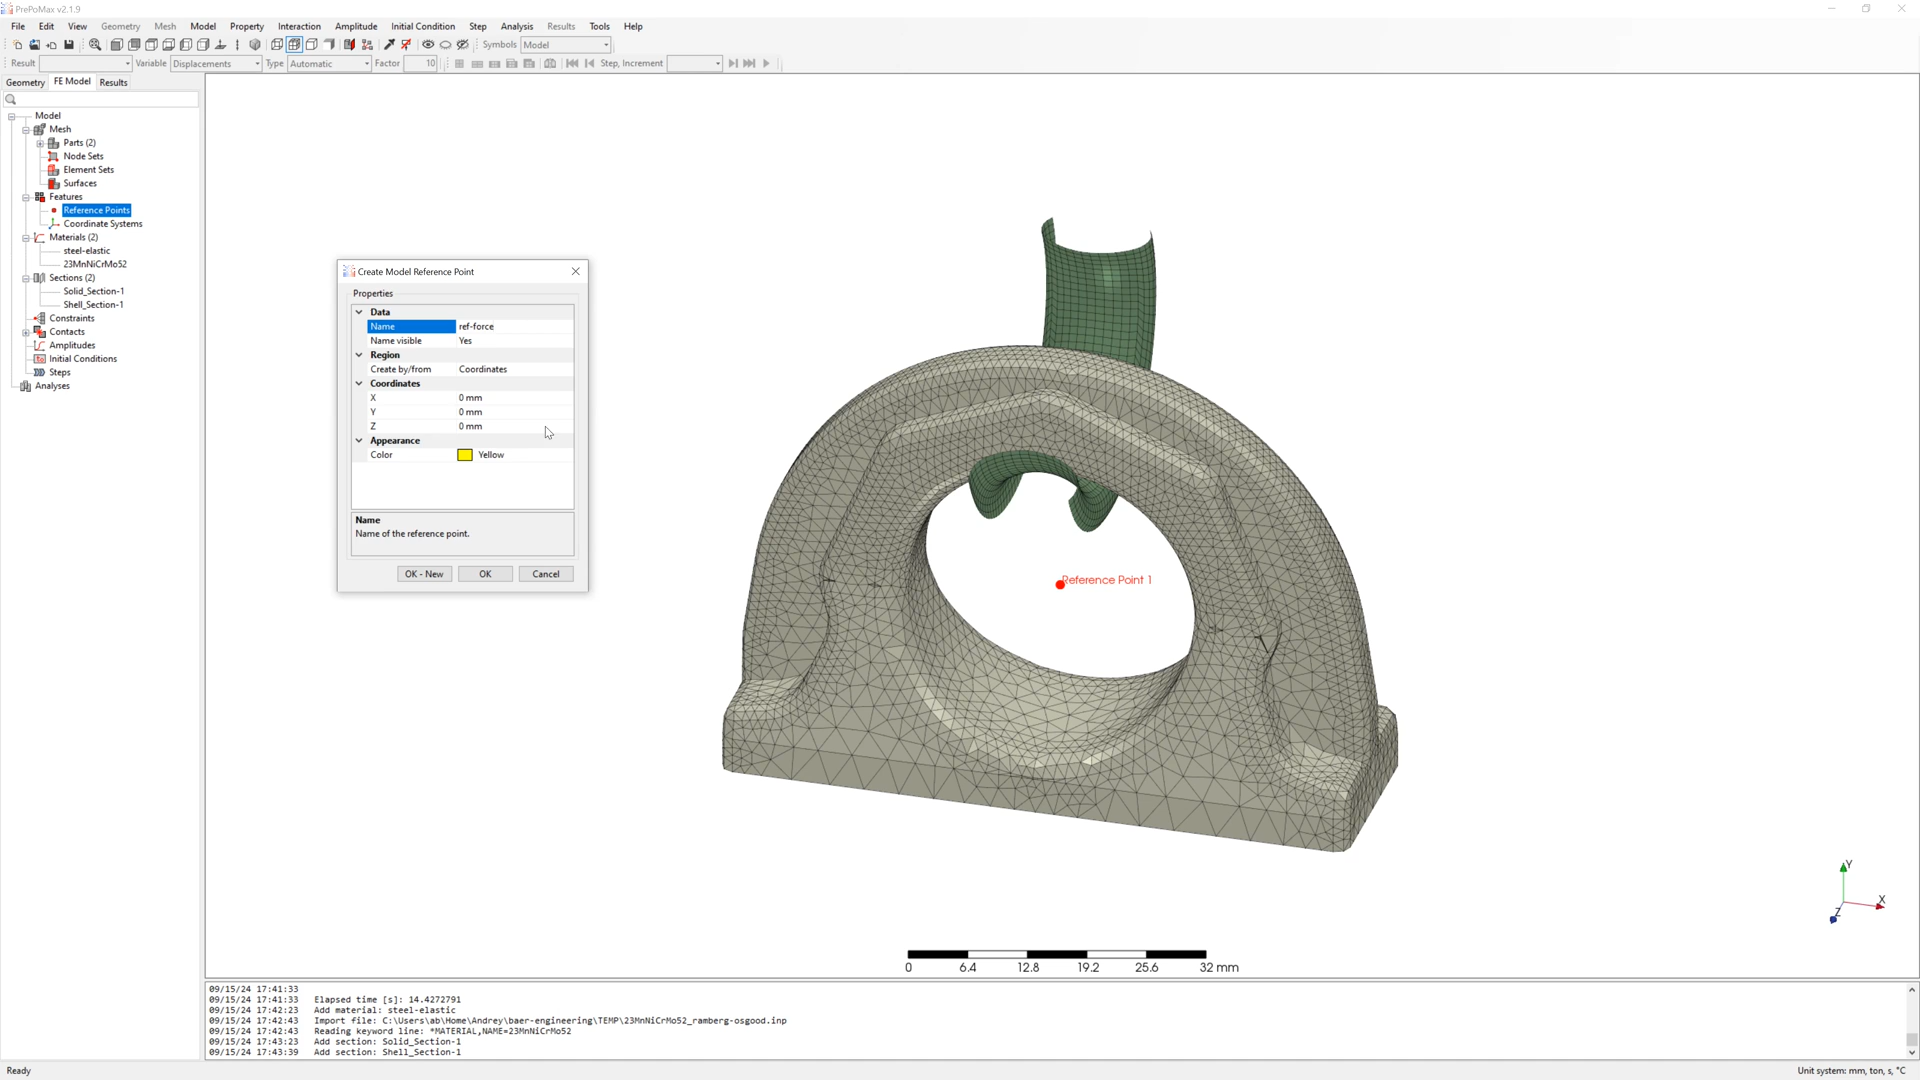 PrePoMax v2.1.9
File Edit View Geometry Mesh Model Property Interaction Amplitude Initial Condition Step Analysis Results Tools Help
Symbols Model
Result Variable Displacements Type Automatic Factor 10 Step, Increment
Geometry FE Model Results
Model
Mesh
Parts (2)
Node Sets
Element Sets
Surfaces
Features
Reference Points
Coordinate Systems
Materials (2)
steel-elastic
23MnNiCrMo52
Sections (2)
Solid_Section-1
Shell_Section-1
Constraints
Contacts
Amplitudes
Initial Conditions
Steps
Analyses
Create Model Reference Point
Properties
Data
Name ref-force
Name visible Yes
Region
Create by/from Coordinates
Coordinates
X 0 mm
Y 0 mm
Z 0 mm
Appearance
Color Yellow
Name
Name of the reference point.
OK - New OK Cancel
Reference Point 1
Y
X
Z
0 6.4 12.8 19.2 25.6 32 mm
09/15/24 17:41:33
09/15/24 17:41:33 Elapsed time [s]: 14.4272791
09/15/24 17:42:23 Add material: steel-elastic
09/15/24 17:42:43 Import file: C:\Users\ab\Home\Andrey\baer-engineering\TEMP\23MnNiCrMo52_ramberg-osgood.inp
09/15/24 17:42:43 Reading keyword line: *MATERIAL,NAME=23MnNiCrMo52
09/15/24 17:43:23 Add section: Solid_Section-1
09/15/24 17:43:39 Add section: Shell_Section-1
Ready Unit system: mm, ton, s, °C